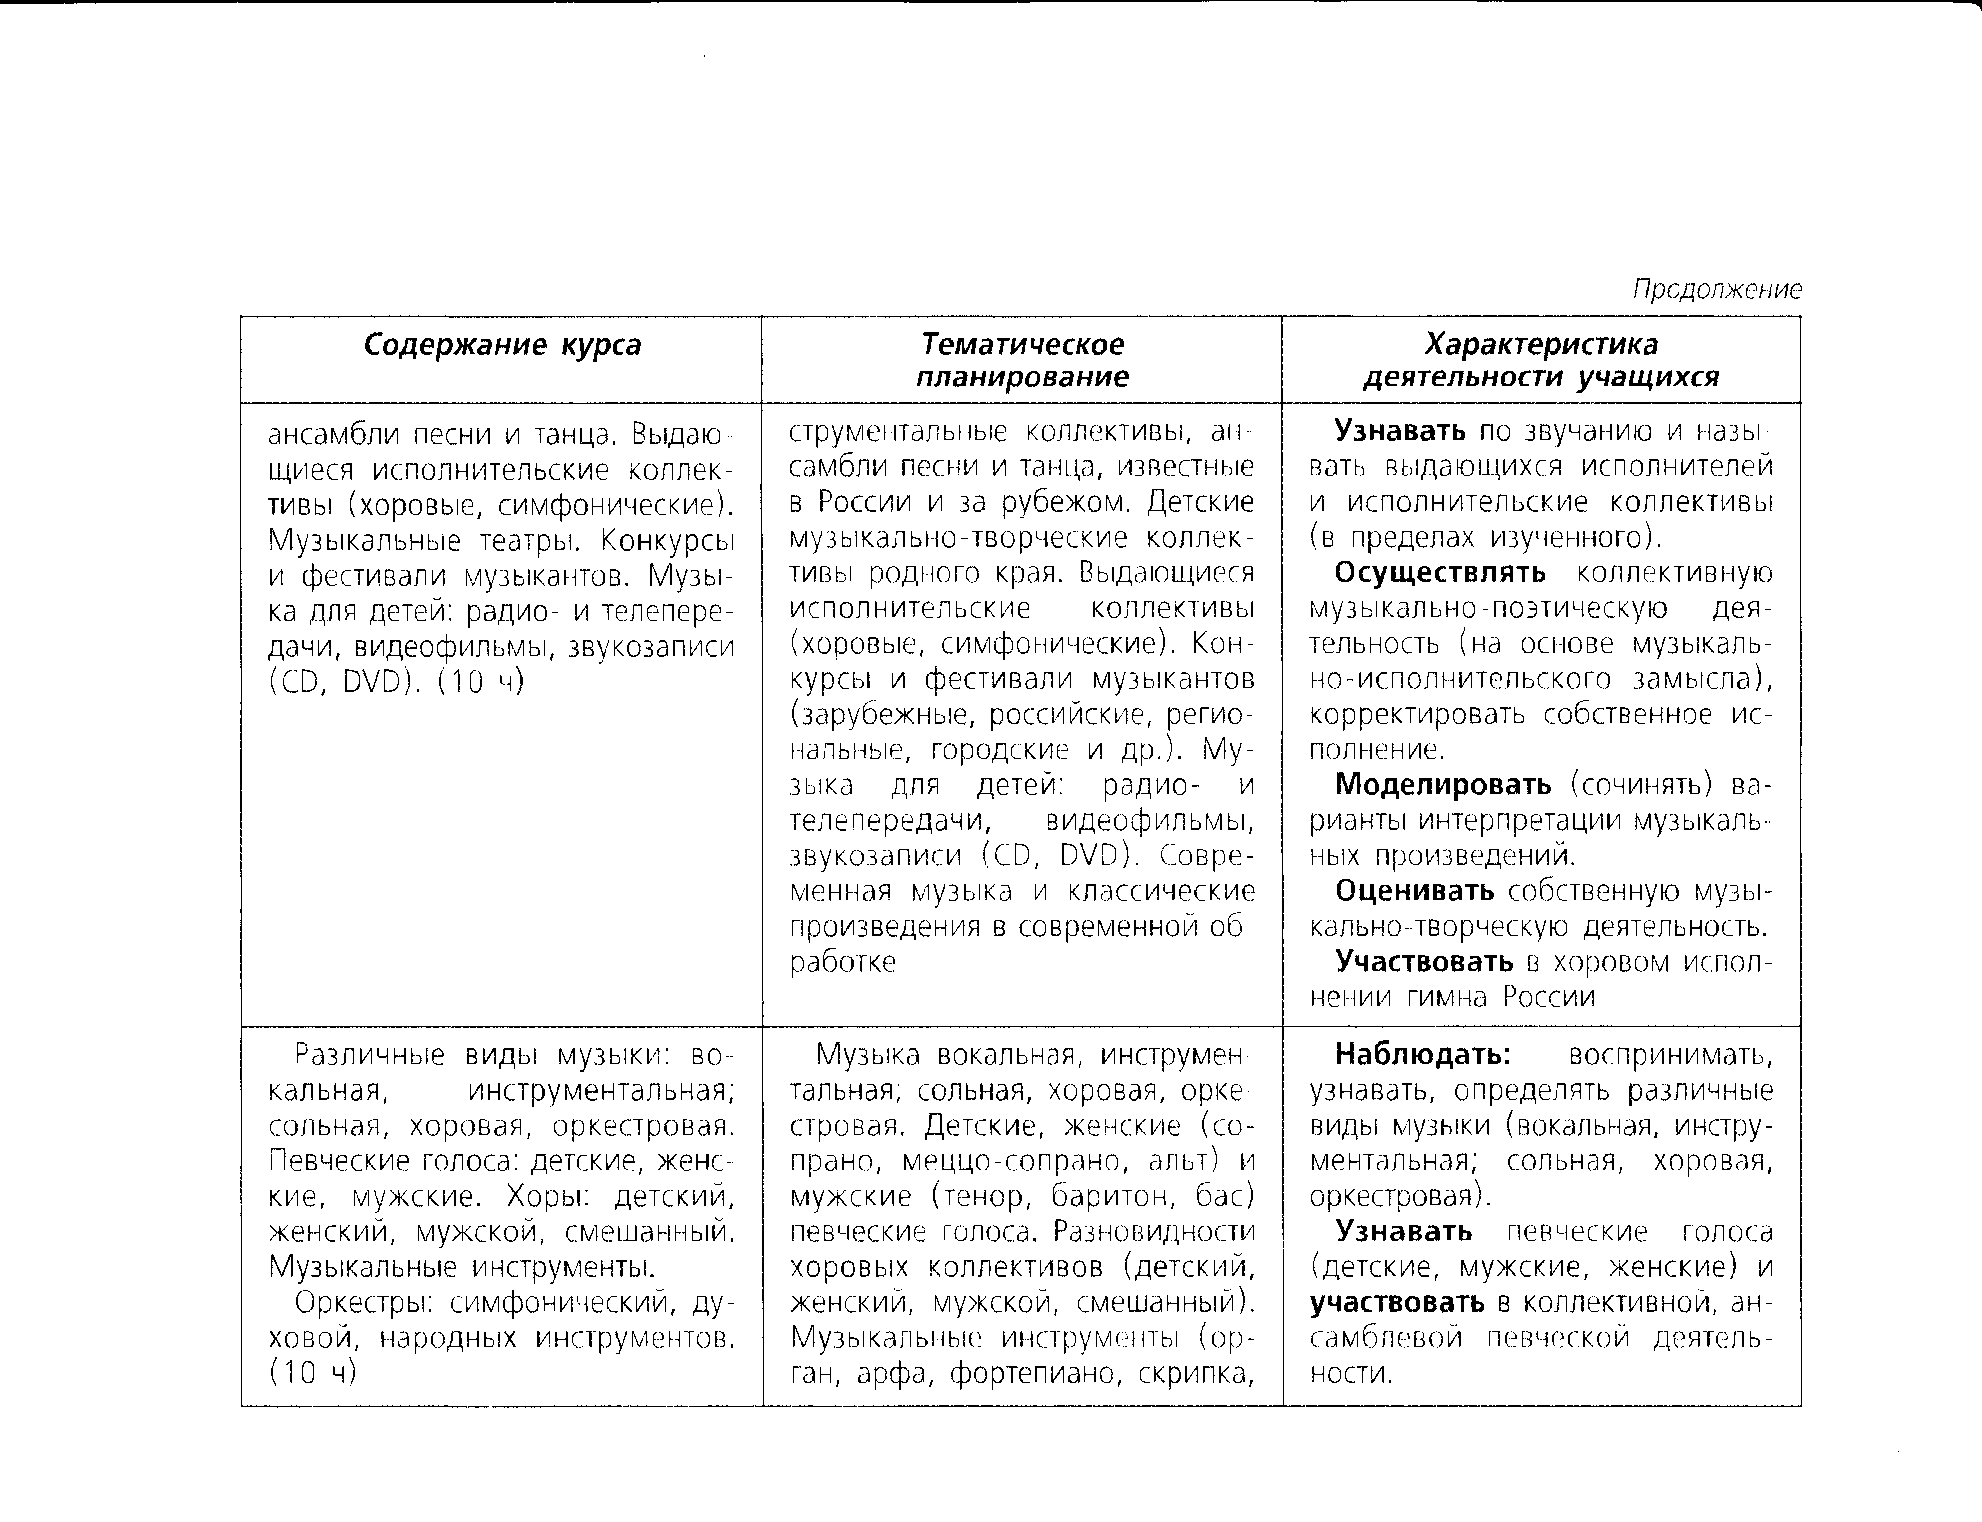 Продолжение
Содержание курса
Тематическое
планирование
Характеристика
деятельности учащихся
ансамбли песни и танца. Выдаю-
щиеся исполнительские коллек-
тивы (хоровые, симфонические).
Музыкальные театры. Конкурсы
и фестивали музыкантов. Музы-
ка для детей: радио- и телепере-
дачи, видеофильмы, звукозаписи
(CD, DVD). (10 ч)
струментальные коллективы, ан-
самбли песни и танца, известные
в России и за рубежом. Детские
музыкально-творческие коллек-
тивы родного края. Выдающиеся
исполнительские коллективы
(хоровые, симфонические). Кон-
курсы и фестивали музыкантов
(зарубежные, российские, регио-
нальные, городские и др.). Му-
зыка для детей: радио- и
телепередачи, видеофильмы,
звукозаписи (CD, DVD). Совре-
менная музыка и классические
произведения в современной об
работке
Узнавать по звучанию и назы-
вать выдающихся исполнителей
и исполнительские коллективы
(в пределах изученного).
Осуществлять коллективную
музыкально-поэтическую дея-
тельность (на основе музыкаль-
но-исполнительского замысла),
корректировать собственное ис-
полнение.
Моделировать (сочинять) ва-
рианты интерпретации музыкаль-
ных произведений.
Оценивать собственную музы-
кально-творческую деятельность.
Участвовать в хоровом испол-
нении гимна России
Различные виды музыки: во-
кальная, инструментальная;
сольная, хоровая, оркестровая.
Певческие голоса: детские, женс-
кие, мужские. Хоры: детский,
женский, мужской, смешанный.
Музыкальные инструменты.
Оркестры: симфонический, ду-
ховой, народных инструментов.
(10 ч)
Музыка вокальная, инструмен-
тальная; сольная, хоровая, орке-
стровая. Детские, женские (со-
прано, меццо-сопрано, альт) и
мужские (тенор, баритон, бас)
певческие голоса. Разновидности
хоровых коллективов (детский,
женский, мужской, смешанный).
Музыкальные инструменты (ор-
ган, арфа, фортепиано, скрипка,
Наблюдать: воспринимать,
узнавать, определять различные
виды музыки (вокальная, инстру-
ментальная; сольная, хоровая,
оркестровая).
Узнавать певческие голоса
(детские, мужские, женские) и
участвовать в коллективной, ан-
самблевой певческой деятель-
ности.